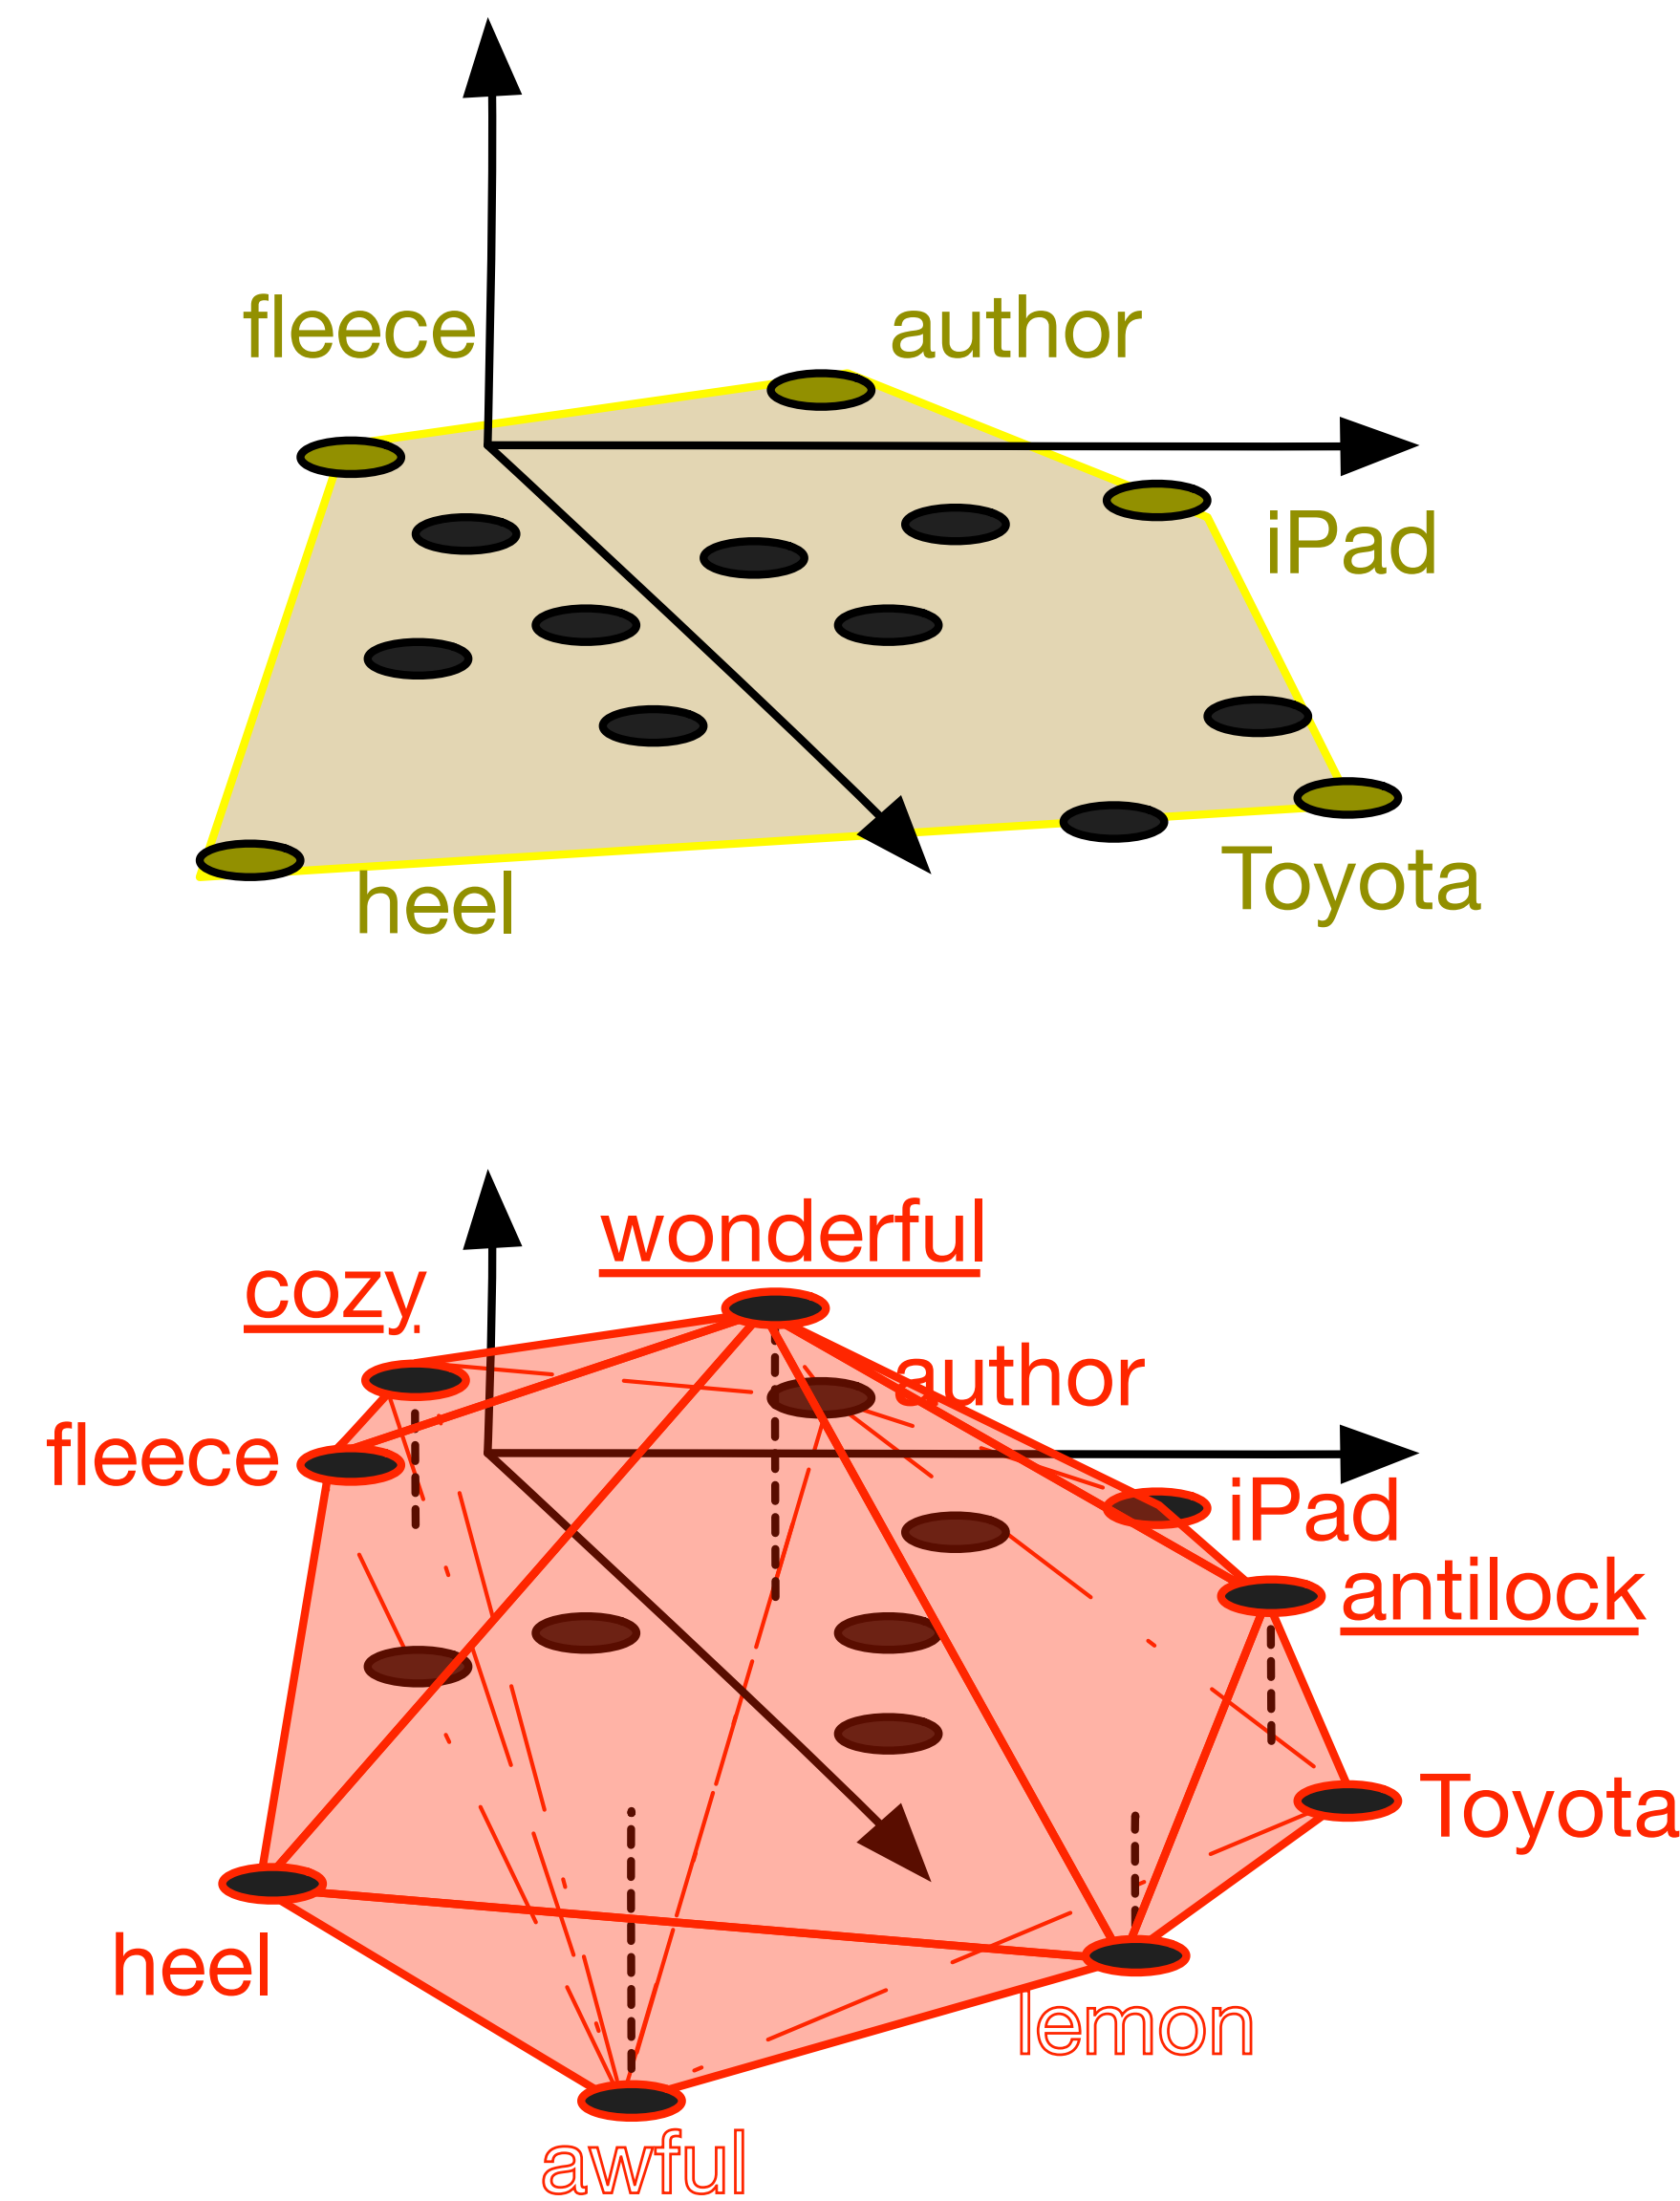 fleece
author
iPad
Toyota
heel
wonderful
cozy
author
fleece
iPad
antilock
Toyota
heel
lemon
awful